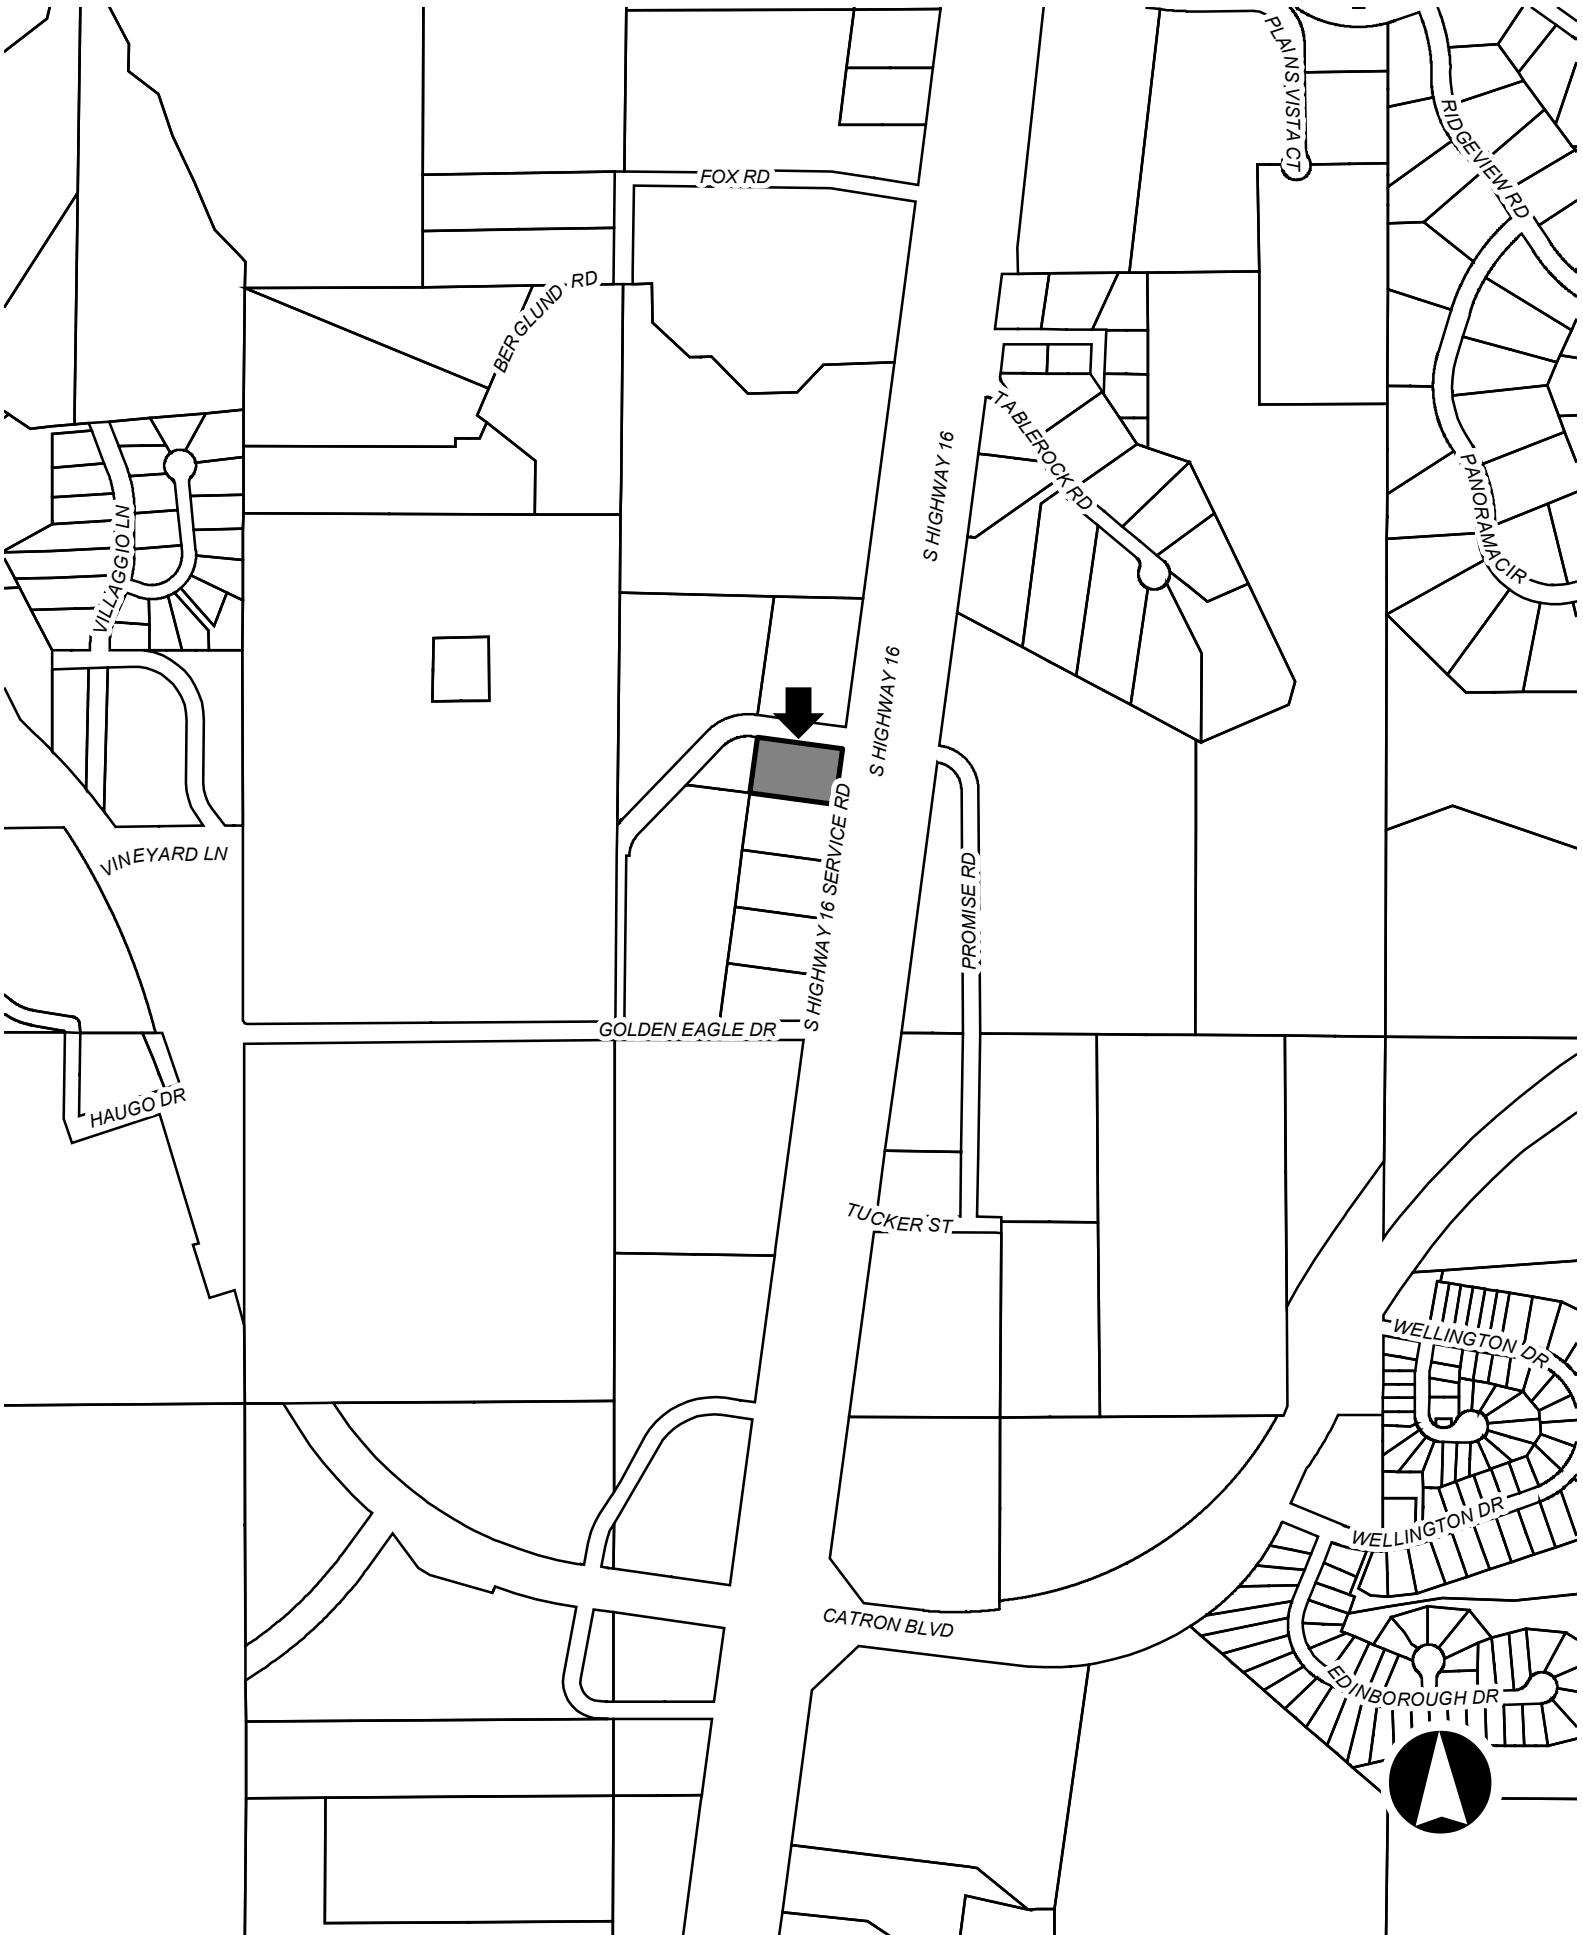 PLAINS VISTA CT
RIDGEVIEW RD
FOX RD
BERGLUND RD
TABLEROCK RD
S HIGHWAY 16
PANORAMA CIR
VILLAGGIO LN
S HIGHWAY 16
VINEYARD LN
S HIGHWAY 16 SERVICE RD
PROMISE RD
GOLDEN EAGLE DR
HAUGO DR
TUCKER ST
WELLINGTON DR
WELLINGTON DR
CATRON BLVD
EDINBOROUGH DR